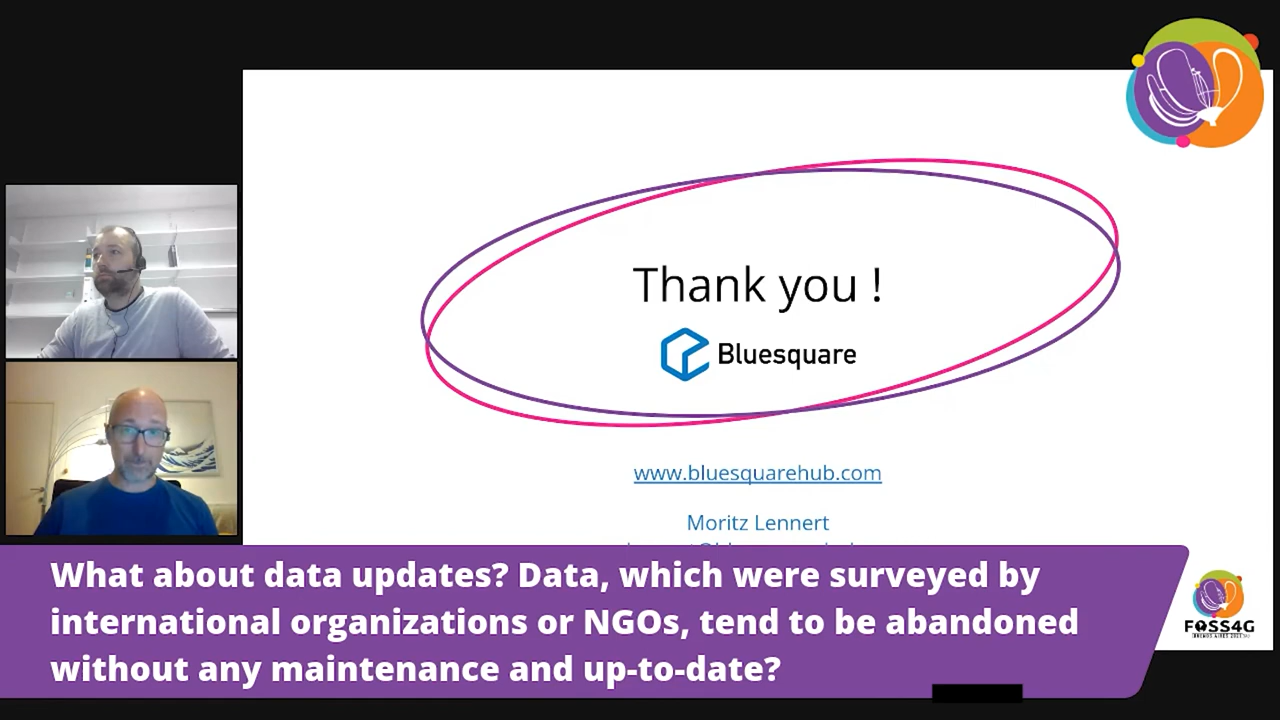 Thank you !
Bluesquare
www.bluesquarehub.com
Moritz Lennert
What about data updates? Data, which were surveyed by
international organizations or NGOs, tend to be abandoned
without any maintenance and up-to-date?
FOSS4G